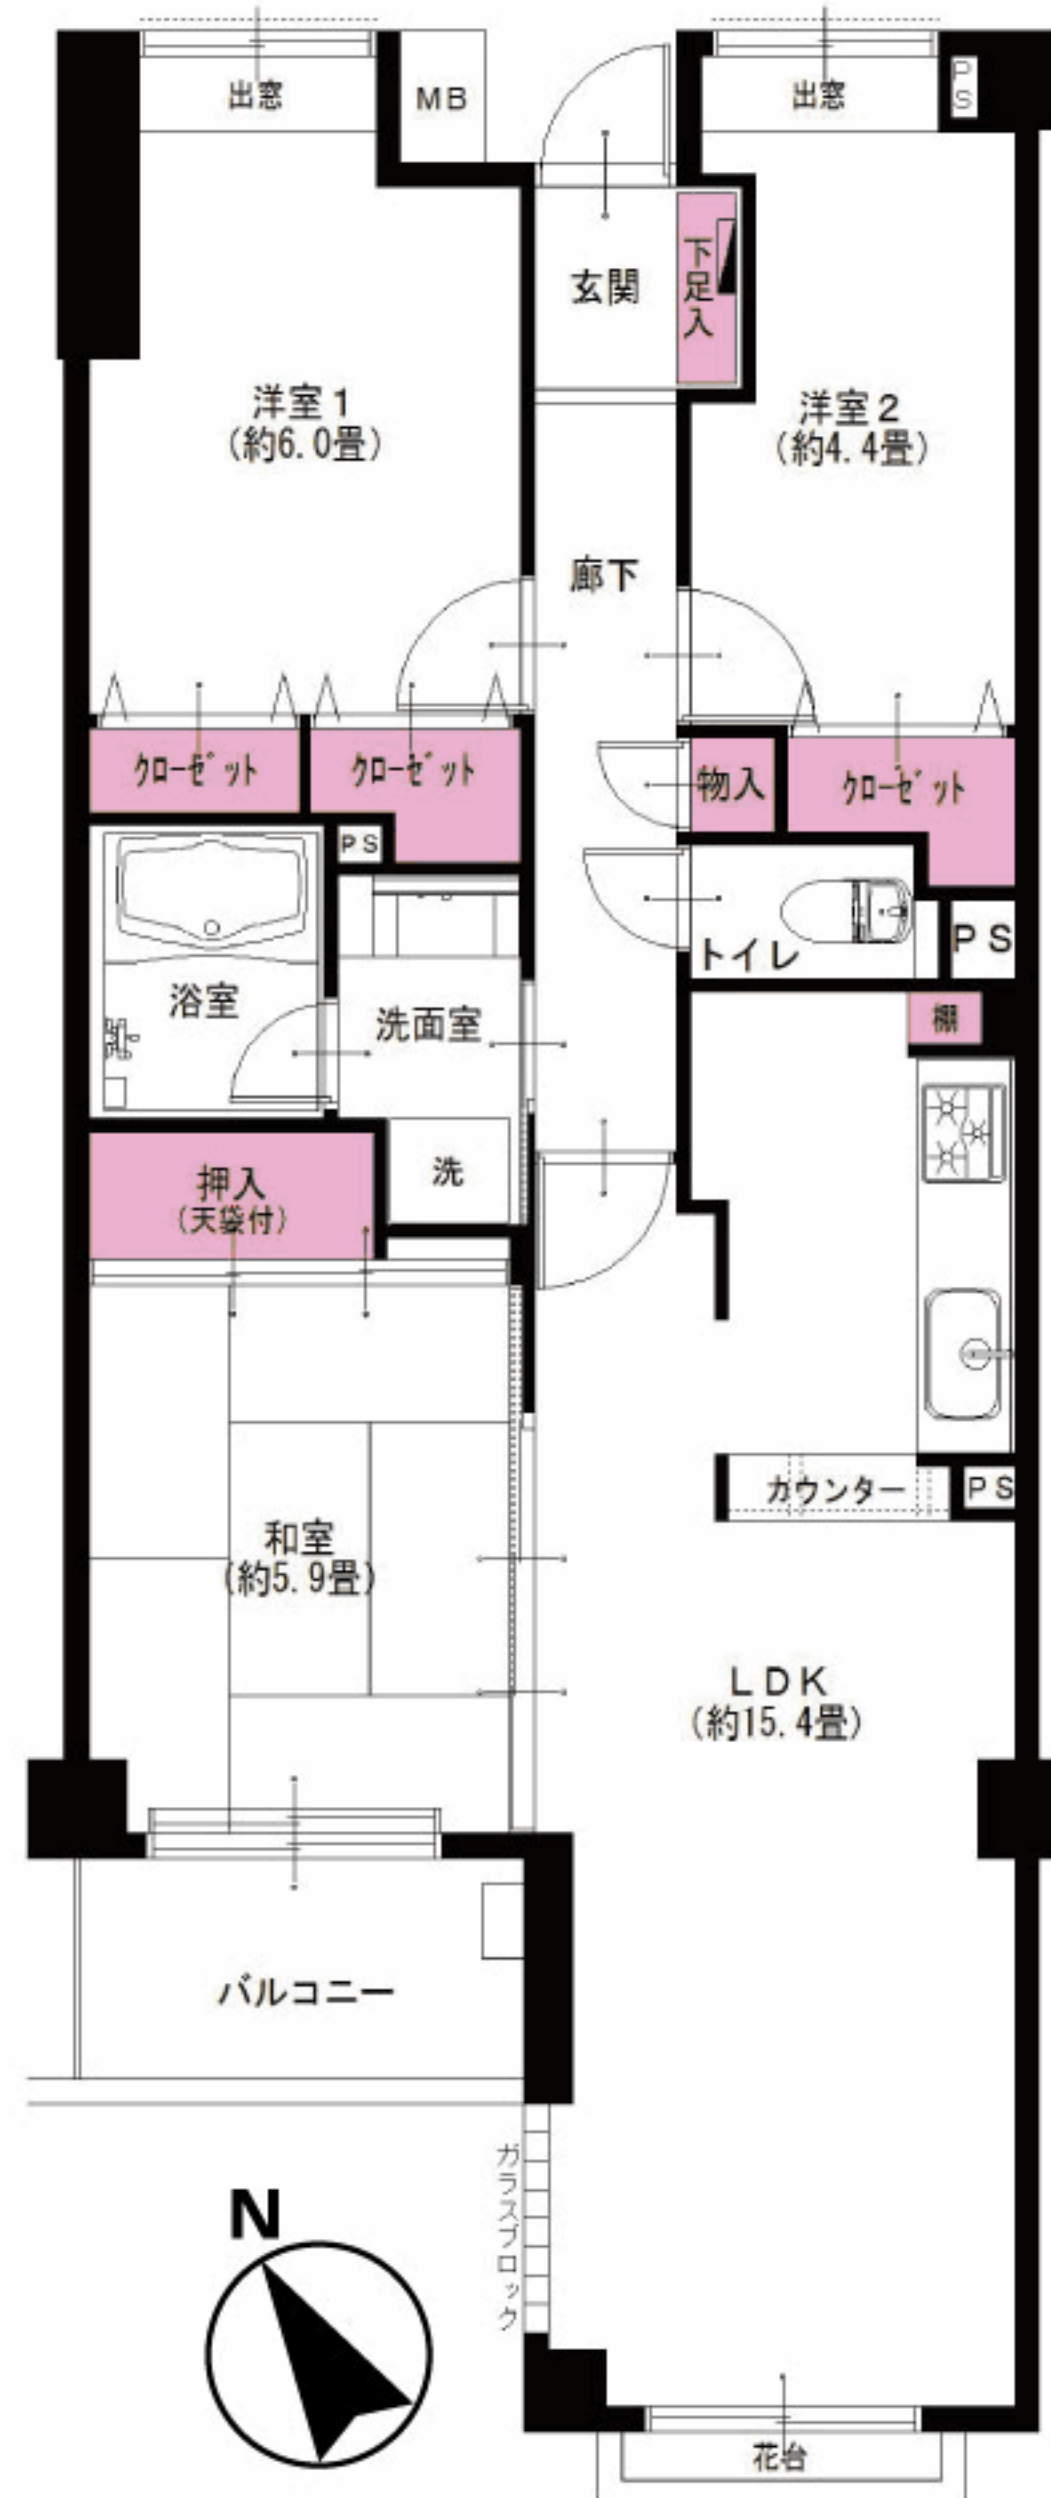 出窓
MB
出窓
PS
玄関
下足入
洋室1
(約6.0畳)
洋室2
(約4.4畳)
廊下
クローゼット
クローゼット
物入
クローゼット
PS
トイレ
PS
浴室
洗面室
棚
押入
(天袋付)
洗
カウンター
PS
和室
(約5.9畳)
LDK
(約15.4畳)
バルコニー
ガラスブロック
N
花台